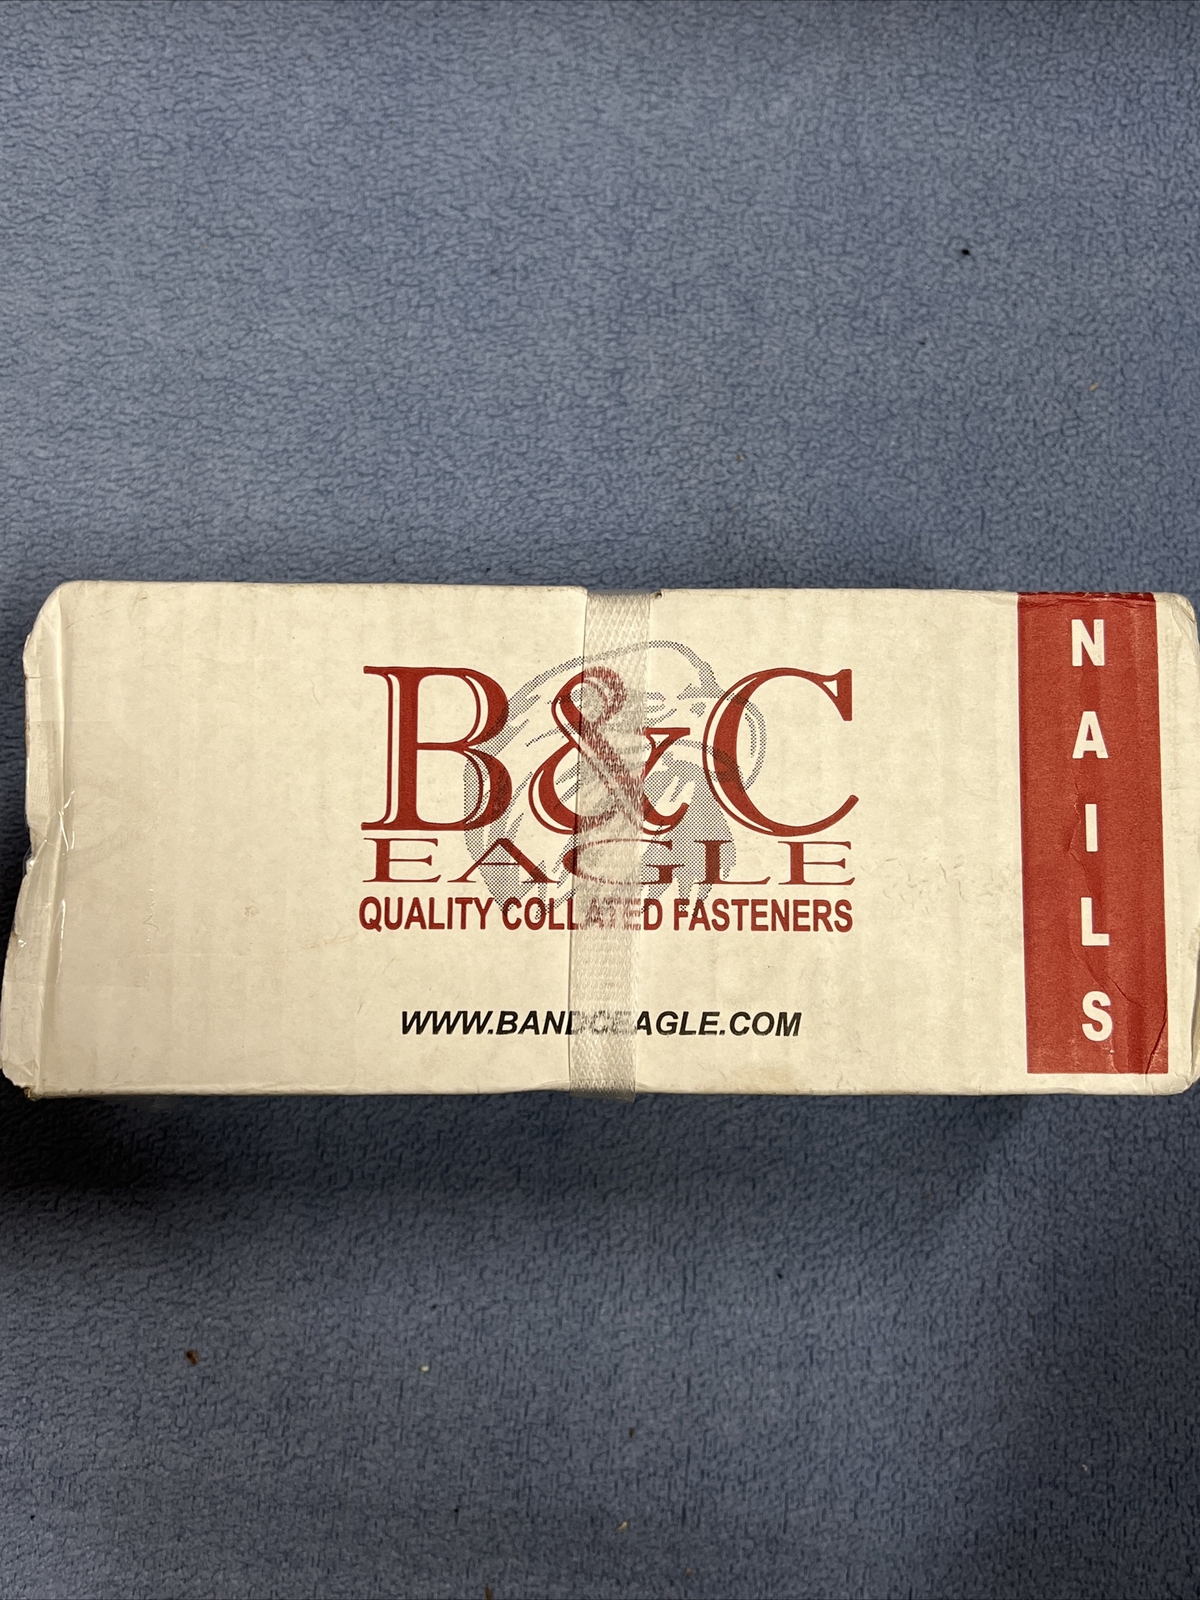 B&C
EAGLE
QUALITY COLLATED FASTENERS
WWW.BANDCEAGLE.COM
NAILS